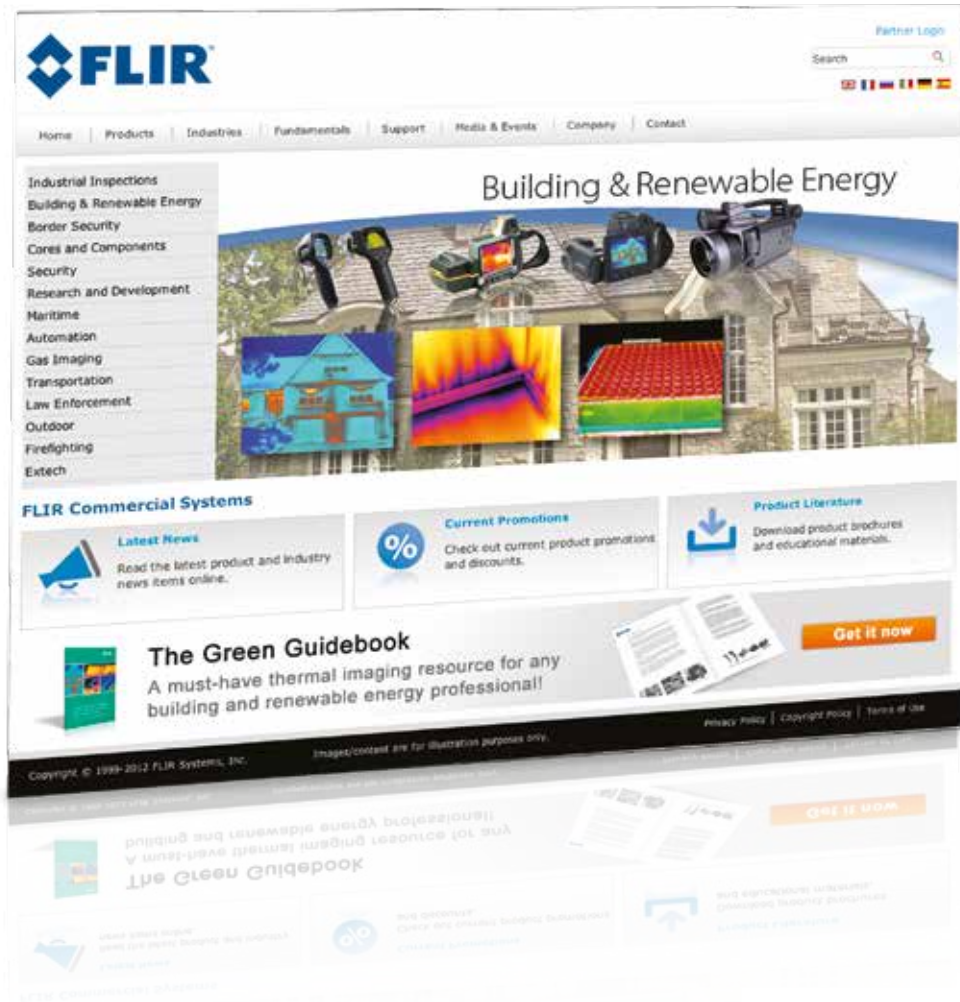 FLIR
Partner Login
Search
Home | Products | Industries | Fundamentals | Support | Media & Events | Company | Contact
Industrial Inspections
Building & Renewable Energy
Border Security
Cores and Components
Security
Research and Development
Maritime
Automation
Gas Imaging
Transportation
Law Enforcement
Outdoor
Firefighting
Extech
Building & Renewable Energy
FLIR Commercial Systems
Latest News
Read the latest product and industry
news items online.
%
Current Promotions
Check out current product promotions
and discounts.
Product Literature
Download product brochures
and educational materials.
The Green Guidebook
A must-have thermal imaging resource for any
building and renewable energy professional!
Get it now
Copyright © 1999-2012 FLIR Systems, Inc.
Images/content are for illustration purposes only.
Privacy Policy | Copyright Policy | Terms of Use